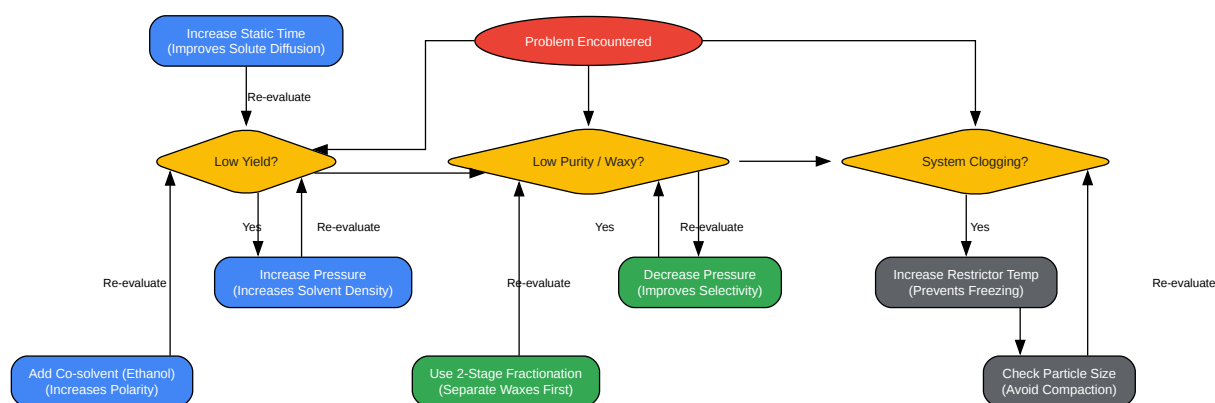 Increase Static Time
(Improves Solute Diffusion)
Problem Encountered
Re-evaluate
Low Yield?
Low Purity / Waxy?
System Clogging?
Yes
Re-evaluate
Yes
Re-evaluate
Yes
Increase Pressure
(Increases Solvent Density)
Decrease Pressure
(Improves Selectivity)
Increase Restrictor Temp
(Prevents Freezing)
Re-evaluate
Re-evaluate
Re-evaluate
Add Co-solvent (Ethanol)
(Increases Polarity)
Use 2-Stage Fractionation
(Separate Waxes First)
Check Particle Size
(Avoid Compaction)